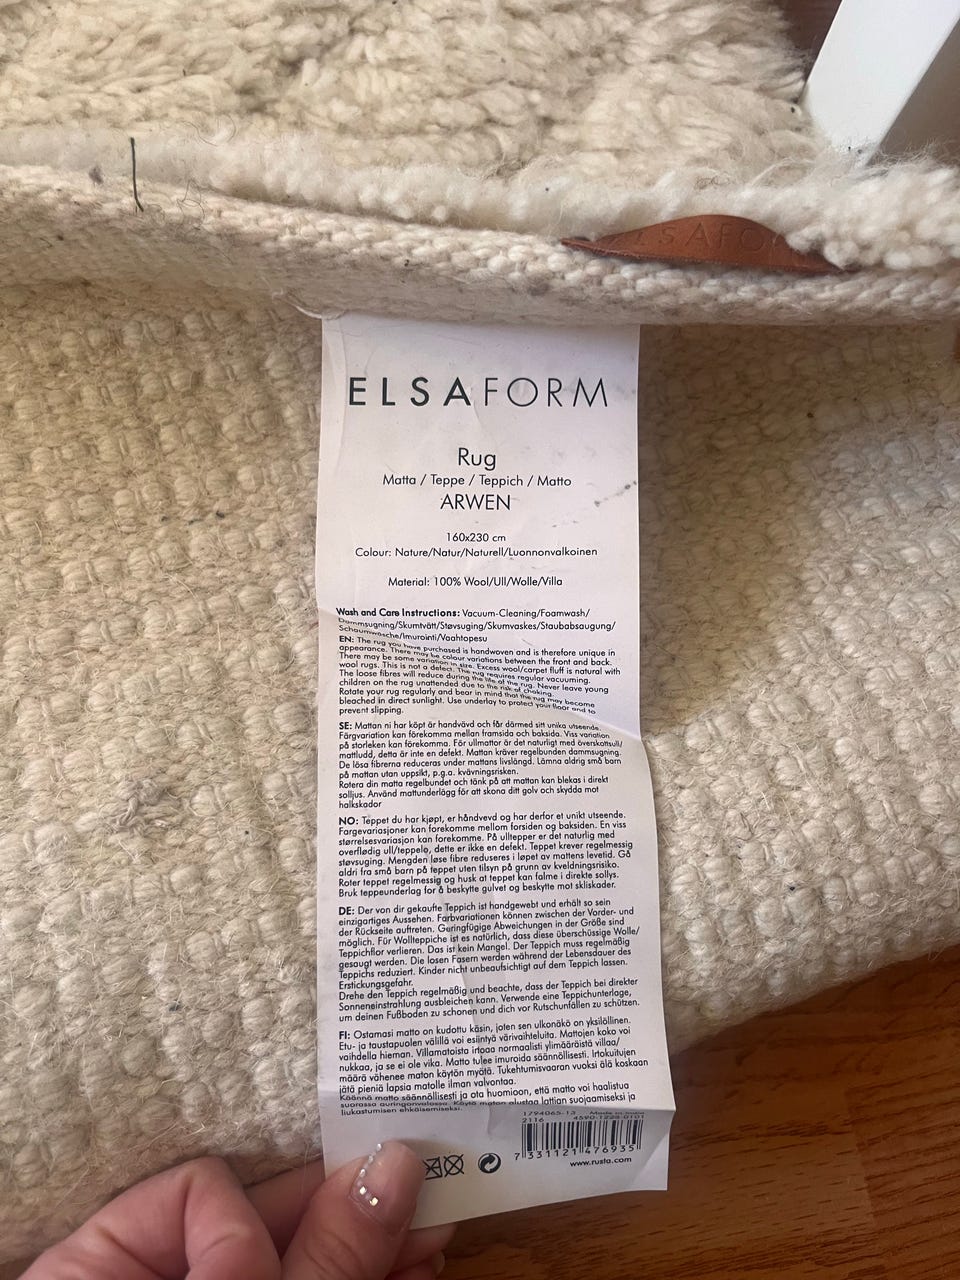 ELSAFORM
Rug
Matta / Teppe / Teppich / Matto
ARWEN
160x230 cm
Colour: Nature/Natur/Naturell/Luonnonvalkoinen
Material: 100% Wool/Ull/Wolle/Villa
Wash and Care Instructions: Vacuum-Cleaning/Foamwash/
Dammsugning/Skumtvätt/Støvsuging/Skumvaskes/Staubabsaugung/
Schaumwäsche/Imurointi/Vaahtopesu
EN: The rug you have purchased is handwoven and is therefore unique in
appearance. There may be colour variations between the front and back.
There may be some variation in size. Excess wool/carpet fluff is natural with
wool rugs. This is not a defect. The rug requires regular vacuuming.
The loose fibres will reduce during the life of the rug. Never leave young
children on the rug unattended due to the risk of choking.
Rotate your rug regularly and bear in mind that the rug may become
bleached in direct sunlight. Use underlay to protect your floor and to
prevent slipping.
SE: Mattan ni har köpt är handvävd och får därmed sitt unika utseende.
Färgvariation kan förekomma mellan framsida och baksida. Viss variation
på storleken kan förekomma. För ullmattor är det naturligt med överskottsull/
mattludd, detta är inte en defekt. Mattan kräver regelbunden dammsugning.
De lösa fibrerna reduceras under mattans livslängd. Lämna aldrig små barn
på mattan utan uppsikt, p.g.a. kvävningsrisken.
Rotera din matta regelbundet och tänk på att mattan kan blekas i direkt
solljus. Använd mattunderlägg för att skona ditt golv och skydda mot
halkskador
NO: Teppet du har kjøpt, er håndvevd og har derfor et unikt utseende.
Fargevariasjoner kan forekomme mellom forsiden og baksiden. En viss
størrelsesvariasjon kan forekomme. På ulltepper er det naturlig med
overflødig ull/teppelo, dette er ikke en defekt. Teppet krever regelmessig
støvsuging. Mengden løse fibre reduseres i løpet av mattens levetid. Gå
aldri fra små barn på teppet uten tilsyn på grunn av kveldningsrisiko.
Roter teppet regelmessig og husk at teppet kan falme i direkte sollys.
Bruk teppeunderlag for å beskytte gulvet og beskytte mot skliskader.
DE: Der von dir gekaufte Teppich ist handgewebt und erhält so sein
einzigartiges Aussehen. Farbvariationen können zwischen der Vorder- und
der Rückseite auftreten. Geringfügige Abweichungen in der Größe sind
möglich. Für Wollteppiche ist es natürlich, dass diese überschüssige Wolle/
Teppichflor verlieren. Das ist kein Mangel. Der Teppich muss regelmäßig
gesaugt werden. Die losen Fasern werden während der Lebensdauer des
Teppichs reduziert. Kinder nicht unbeaufsichtigt auf dem Teppich lassen.
Erstickungsgefahr.
Drehe den Teppich regelmäßig und beachte, dass der Teppich bei direkter
Sonneneinstrahlung ausbleichen kann. Verwende eine Teppichunterlage,
um deinen Fußboden zu schonen und dich vor Rutschunfällen zu schützen.
FI: Ostamasi matto on kudottu käsin, joten sen ulkonäkö on yksilöllinen.
Etu- ja taustapuolen välillä voi esiintyä värivaihteluita. Mattojen koko voi
vaihdella hieman. Villamatoista irtoaa normaalisti ylimääräistä villaa/
nukkaa, ja se ei ole vika. Matto tulee imuroida säännöllisesti. Irtokuitujen
määrä vähenee maton käytön myötä. Tukehtumisvaaran vuoksi älä koskaan
jätä pieniä lapsia matolle ilman valvontaa.
Käännä matto säännöllisesti ja ota huomioon, että matto voi haalistua
suorassa auringonvalossa. Käytä maton alustaa lattian suojaamiseksi ja
liukastumisen ehkäisemiseksi.
1794065-13 Made in India
2116 4590-1228-0101
7 331121 476935
www.rusta.com
LSAFO